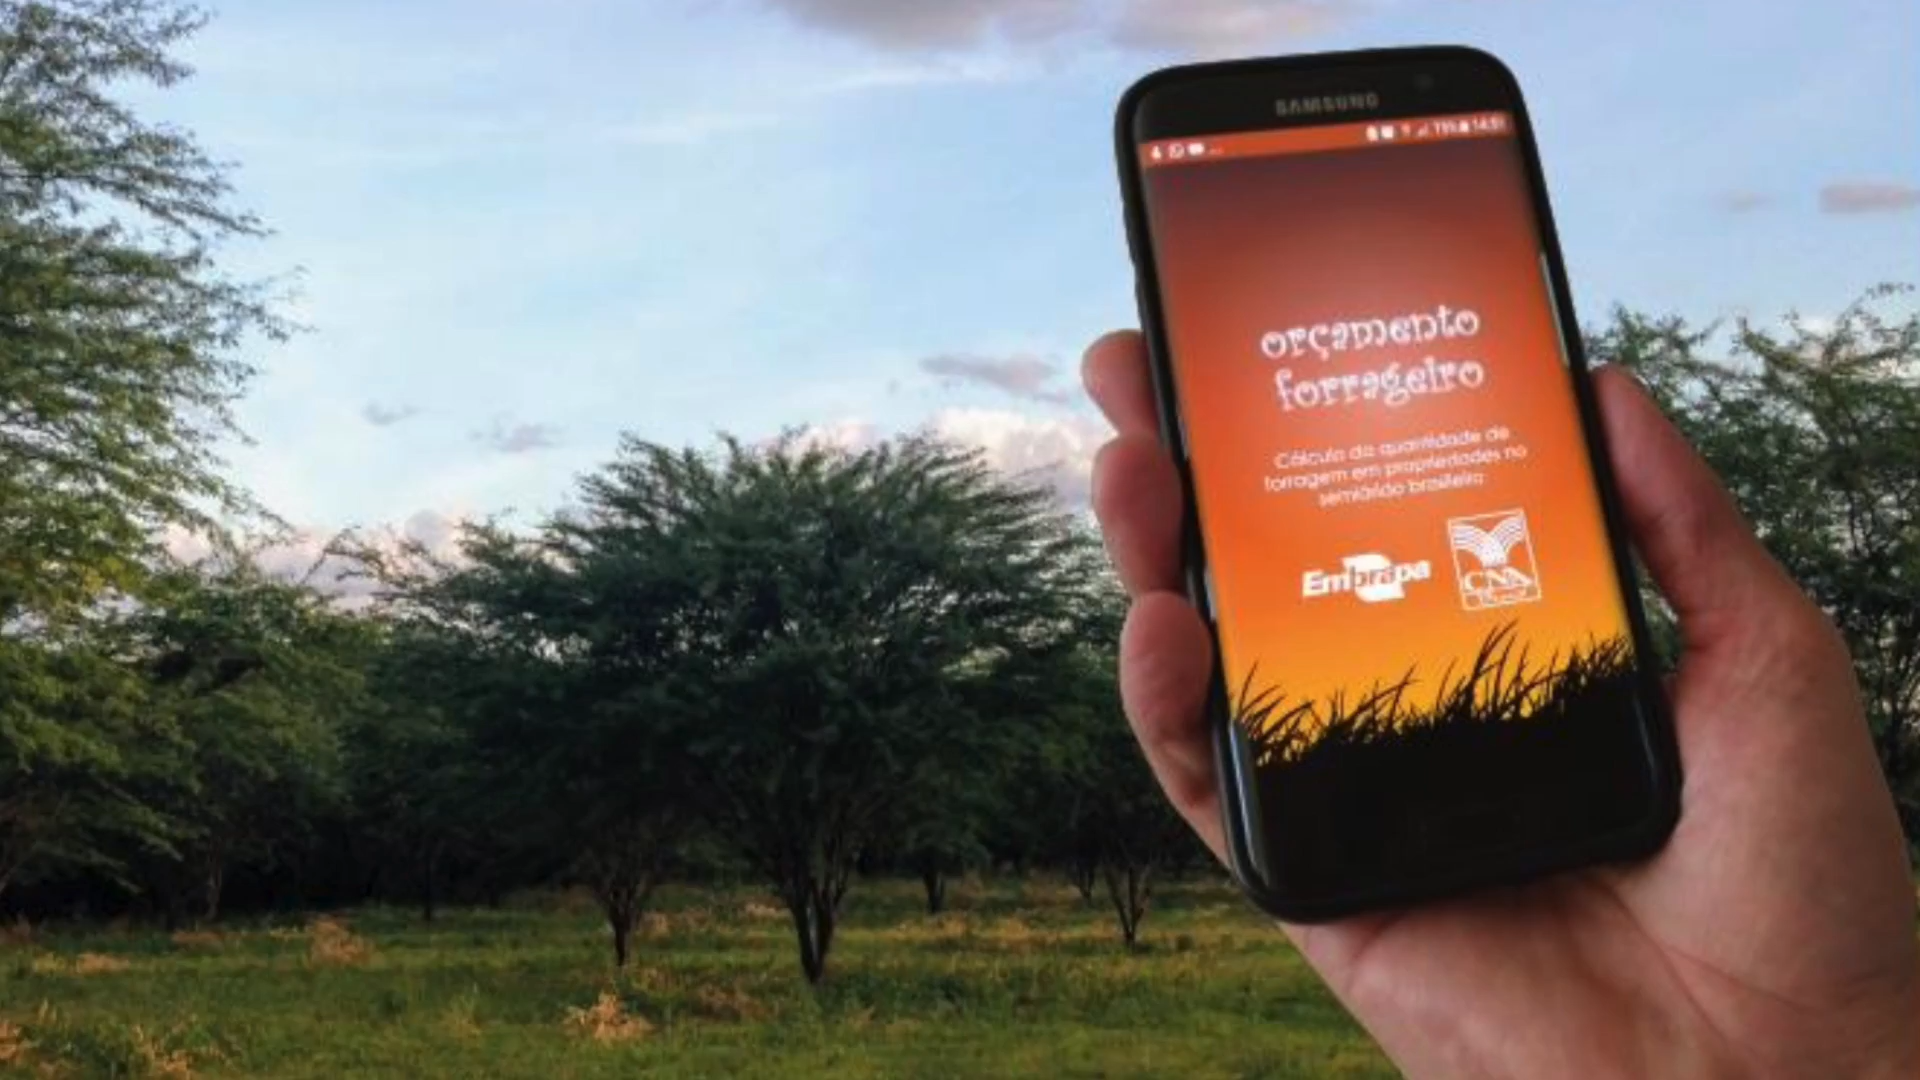 SAMSUNG
orçamento
forrageiro
Cálculo da quantidade de
forragem em propriedades no
semiárido brasileiro
Embrapa
CNA